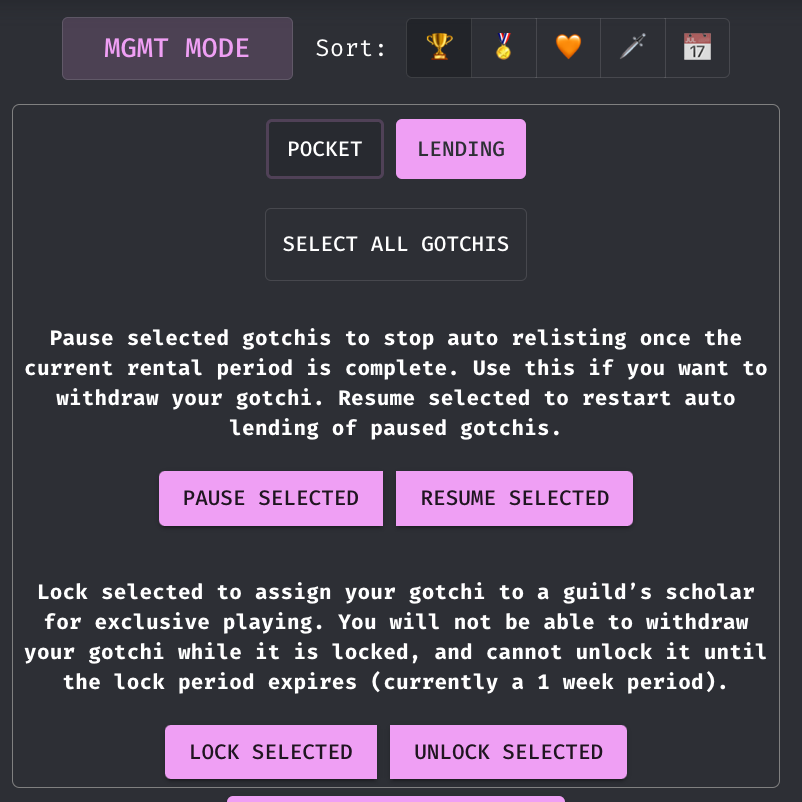 MGMT MODE Sort:
JUL
17
POCKET LENDING
SELECT ALL GOTCHIS
Pause selected gotchis to stop auto relisting once the
current rental period is complete. Use this if you want to
withdraw your gotchi. Resume selected to restart auto
lending of paused gotchis.
PAUSE SELECTED RESUME SELECTED
Lock selected to assign your gotchi to a guild’s scholar
for exclusive playing. You will not be able to withdraw
your gotchi while it is locked, and cannot unlock it until
the lock period expires (currently a 1 week period).
LOCK SELECTED UNLOCK SELECTED